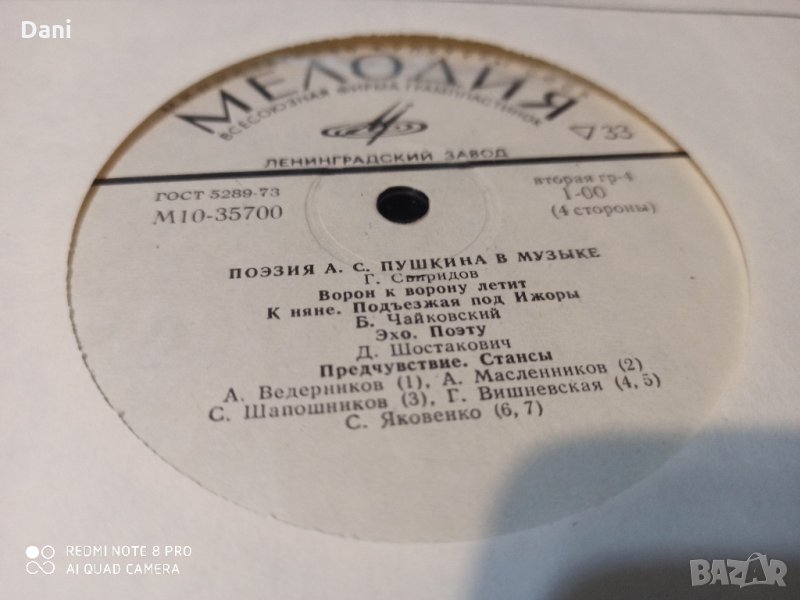 Dani
МЕЛОДИЯ
ВСЕСОЮЗНАЯ ФИРМА ГРАМПЛАСТИНОК
33
ЛЕНИНГРАДСКИЙ ЗАВОД
ГОСТ 5289-73
М10-35700
вторая гр-4
1-00
(4 стороны)
ПОЭЗИЯ А. С. ПУШКИНА В МУЗЫКЕ
Г. Свиридов
Ворон к ворону летит
К няне. Подъезжая под Ижоры
Б. Чайковский
Эхо. Поэту
Д. Шостакович
Предчувствие. Стансы
А. Ведерников (1), А. Масленников (2)
С. Шапошников (3), Г. Вишневская (4, 5)
С. Яковенко (6, 7)
REDMI NOTE 8 PRO
AI QUAD CAMERA
BAZAR